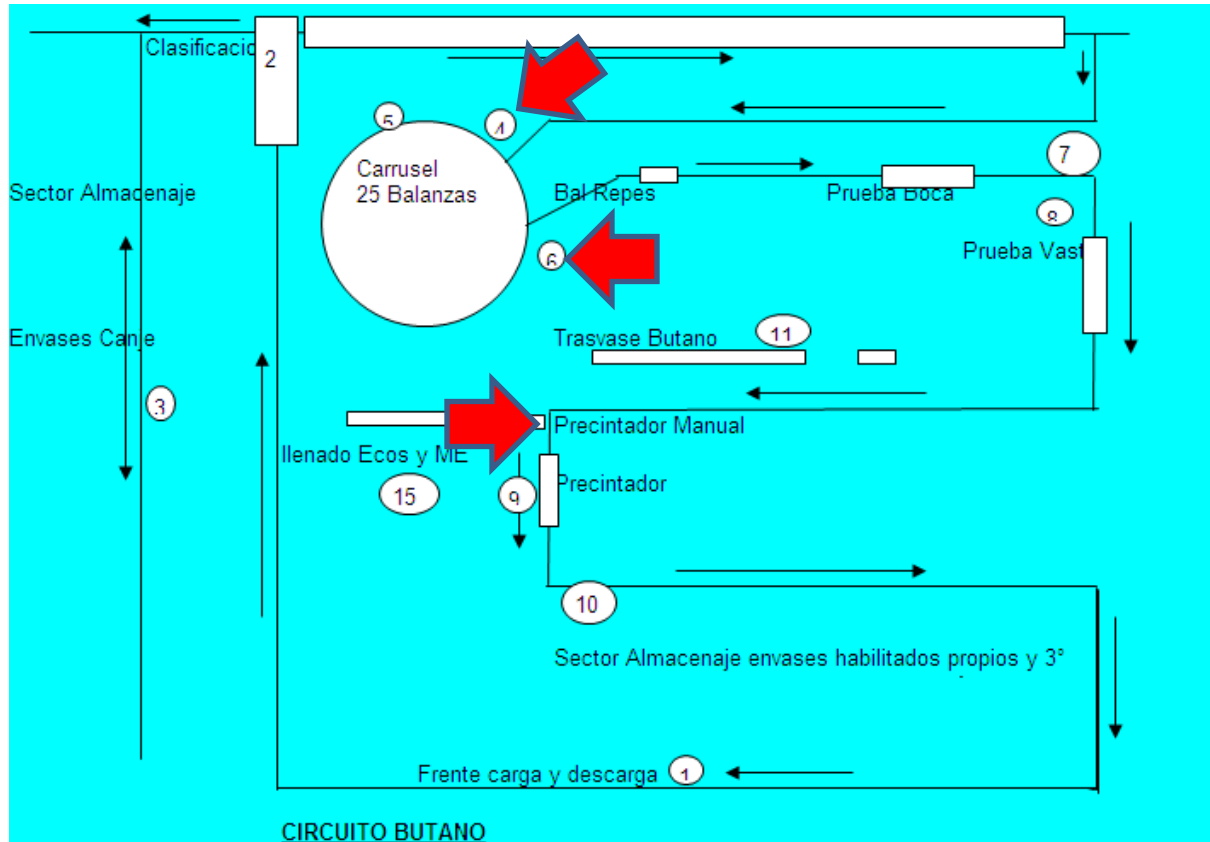 Clasificacio
2
5
4
Carrusel
25 Balanzas
7
Sector Almacenaje
Bal Repes
Prueba Boca
8
6
Prueba Vast
Envases Canje
Trasvase Butano
11
3
Precintador Manual
llenado Ecos y ME
15
9
Precintador
10
Sector Almacenaje envases habilitados propios y 3º
Frente carga y descarga
1
CIRCUITO BUTANO